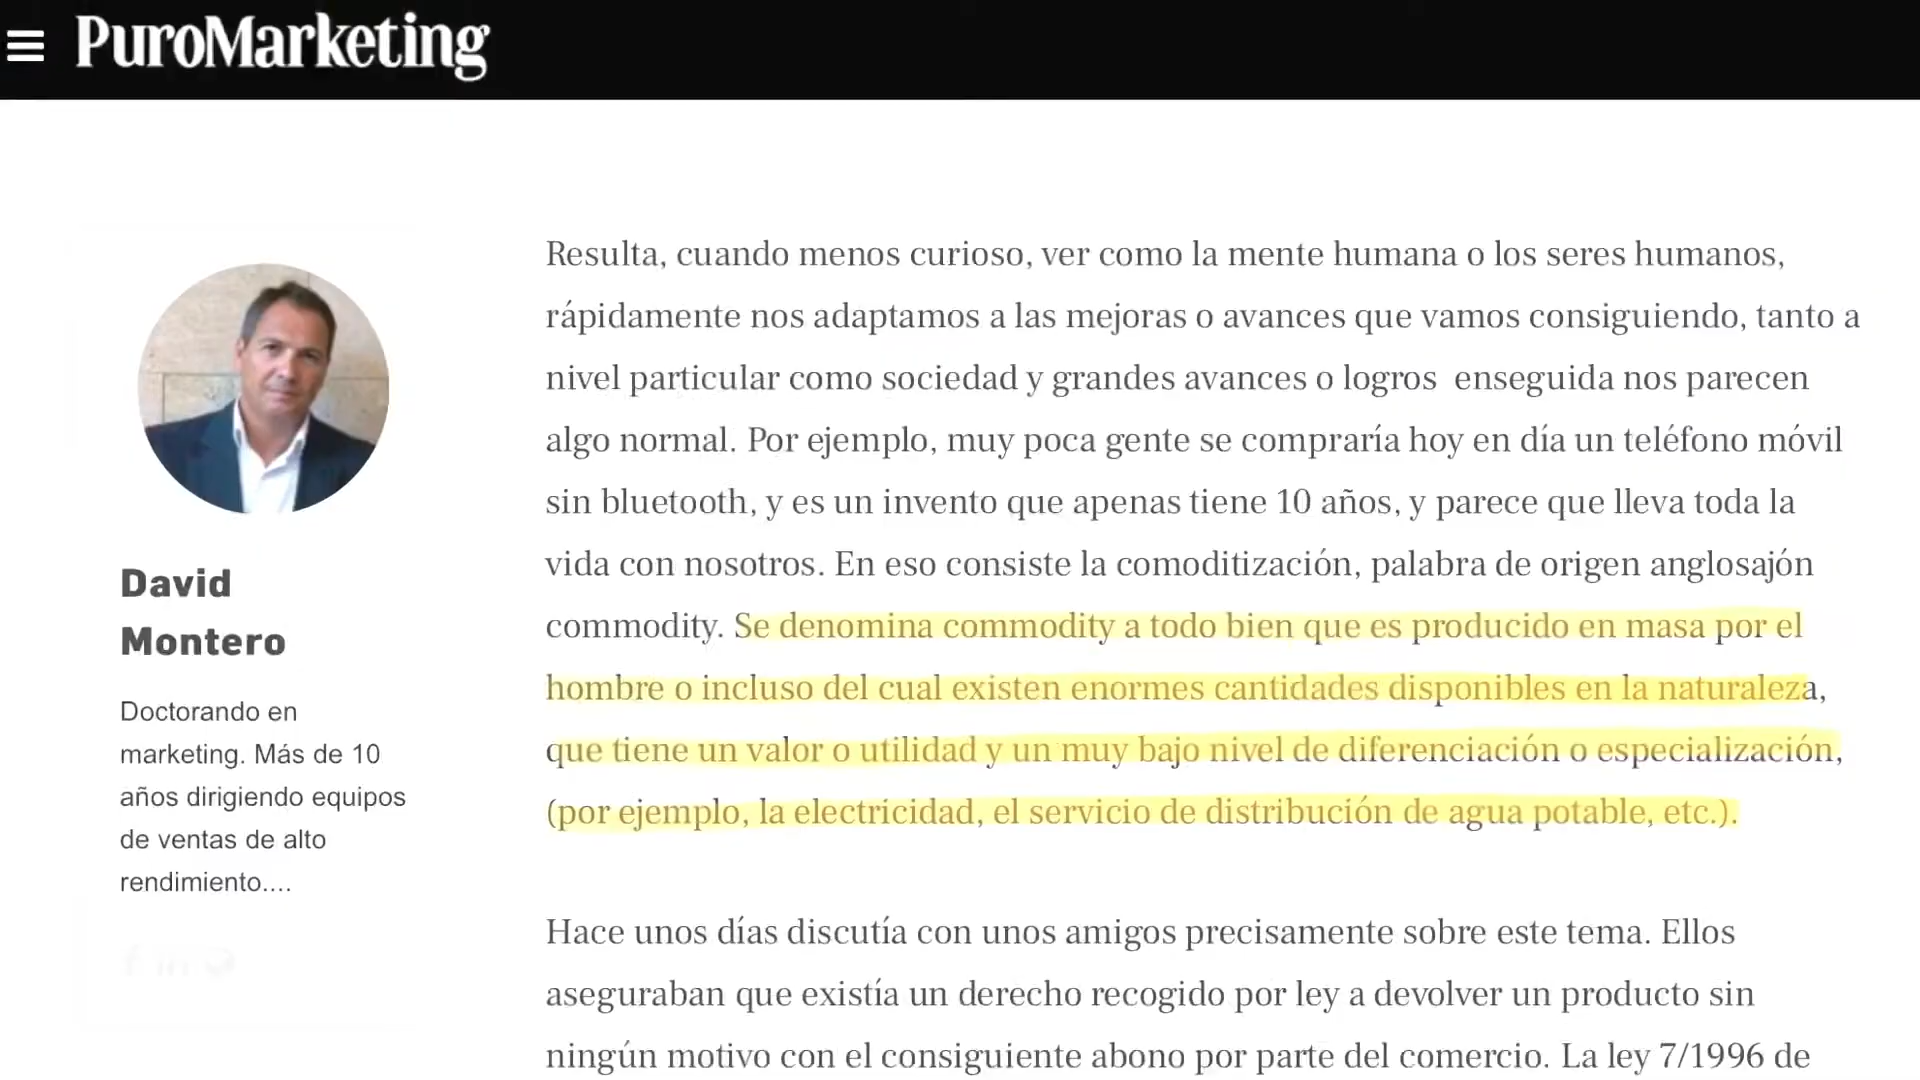 PuroMarketing
David
Montero
Doctorando en
marketing. Más de 10
años dirigiendo equipos
de ventas de alto
rendimiento....
Resulta, cuando menos curioso, ver como la mente humana o los seres humanos,
rápidamente nos adaptamos a las mejoras o avances que vamos consiguiendo, tanto a
nivel particular como sociedad y grandes avances o logros enseguida nos parecen
algo normal. Por ejemplo, muy poca gente se compraría hoy en día un teléfono móvil
sin bluetooth, y es un invento que apenas tiene 10 años, y parece que lleva toda la
vida con nosotros. En eso consiste la comoditización, palabra de origen anglosajón
commodity. Se denomina commodity a todo bien que es producido en masa por el
hombre o incluso del cual existen enormes cantidades disponibles en la naturaleza,
que tiene un valor o utilidad y un muy bajo nivel de diferenciación o especialización,
(por ejemplo, la electricidad, el servicio de distribución de agua potable, etc.).
Hace unos días discutía con unos amigos precisamente sobre este tema. Ellos
aseguraban que existía un derecho recogido por ley a devolver un producto sin
ningún motivo con el consiguiente abono por parte del comercio. La ley 7/1996 de